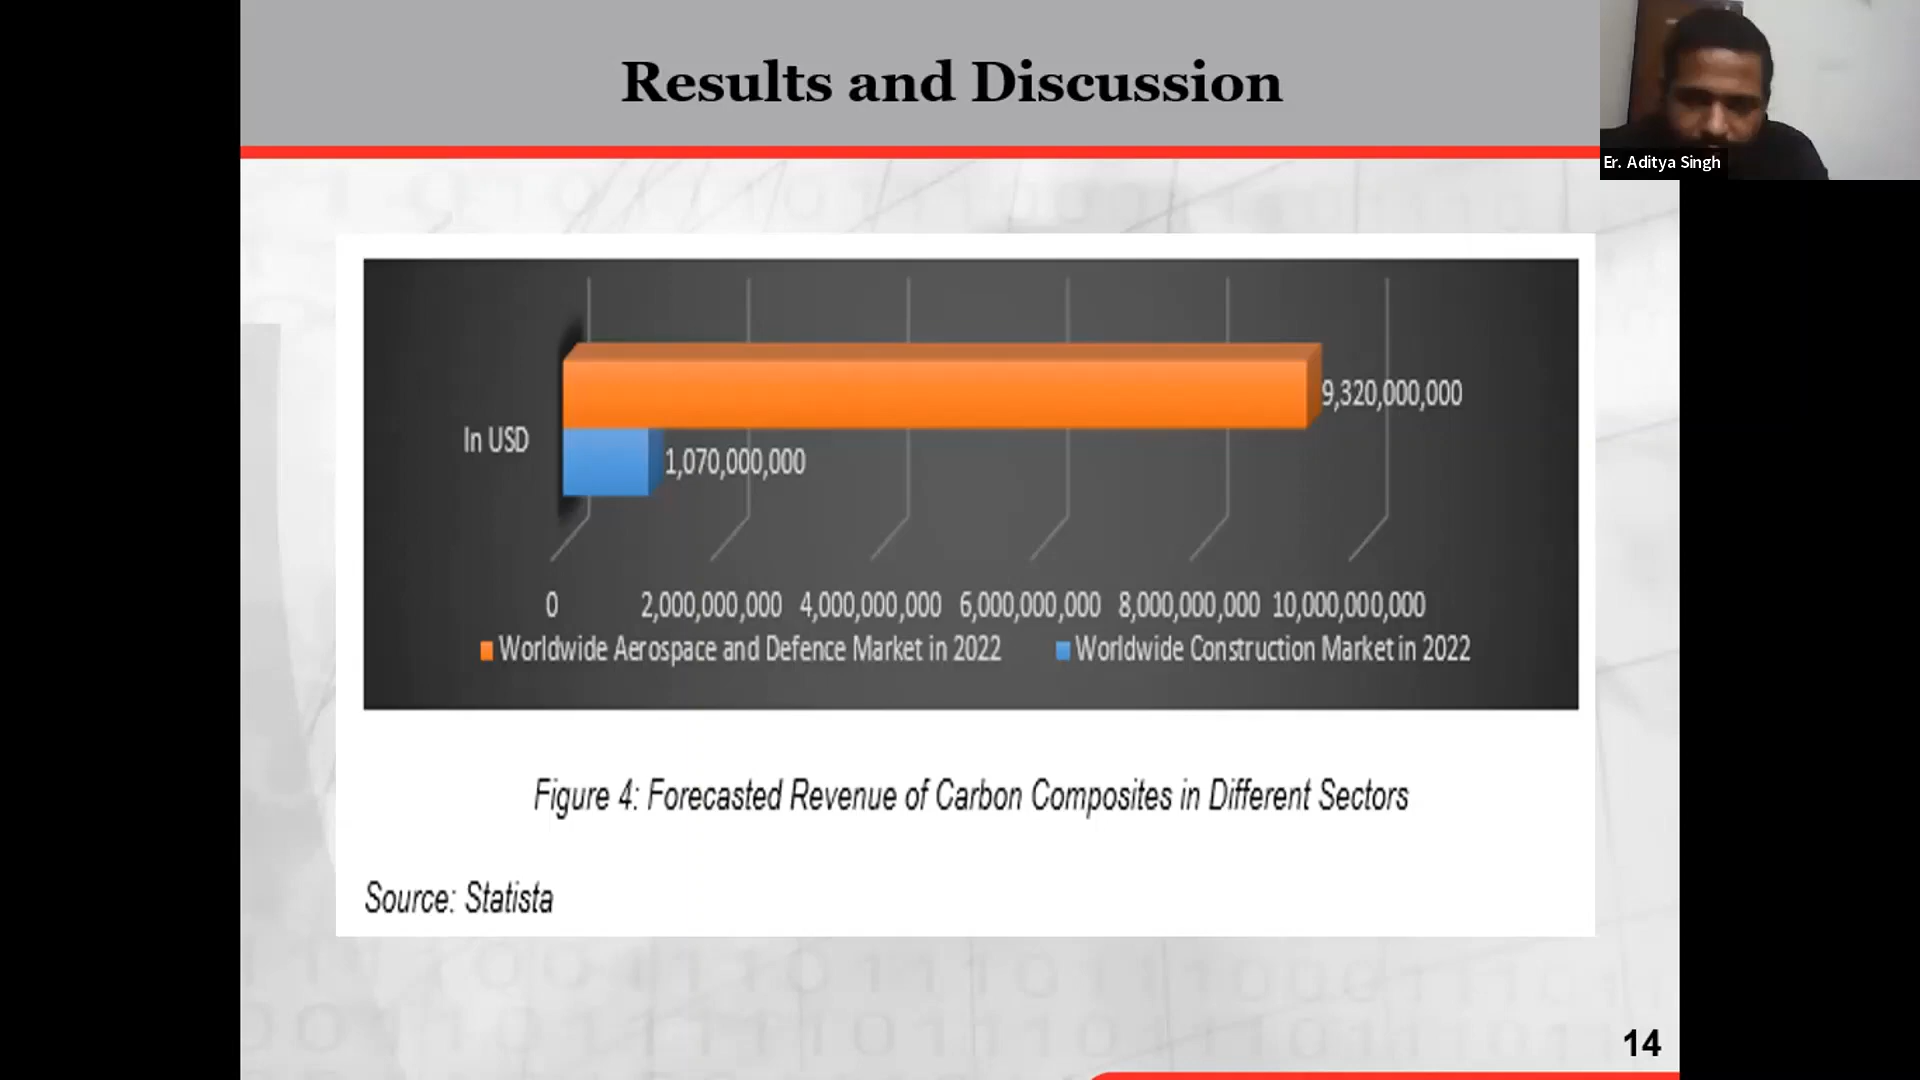 Results and Discussion
Er. Aditya Singh
9,320,000,000
In USD
1,070,000,000
0 2,000,000,000 4,000,000,000 6,000,000,000 8,000,000,000 10,000,000,000
Worldwide Aerospace and Defence Market in 2022 Worldwide Construction Market in 2022
Figure 4: Forecasted Revenue of Carbon Composites in Different Sectors
Source: Statista
14